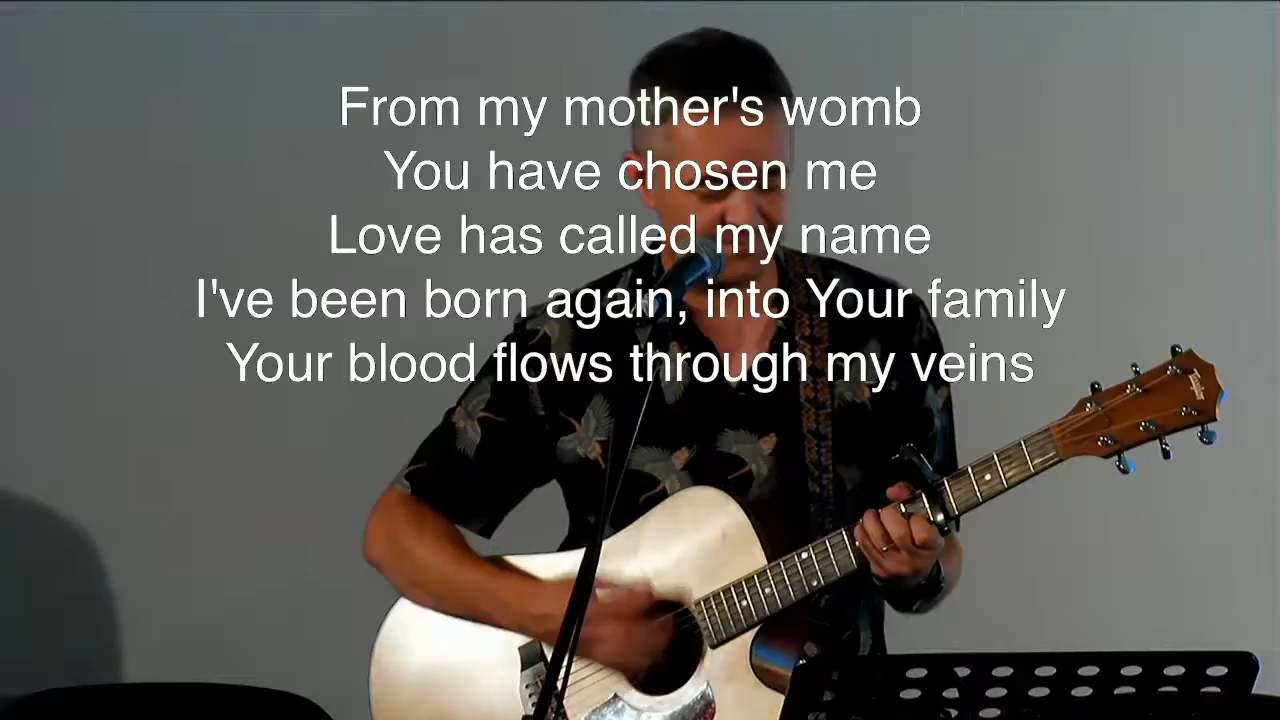 From my mother's womb
You have chosen me
Love has called my name
I've been born again, into Your family
Your blood flows through my veins
Taylor